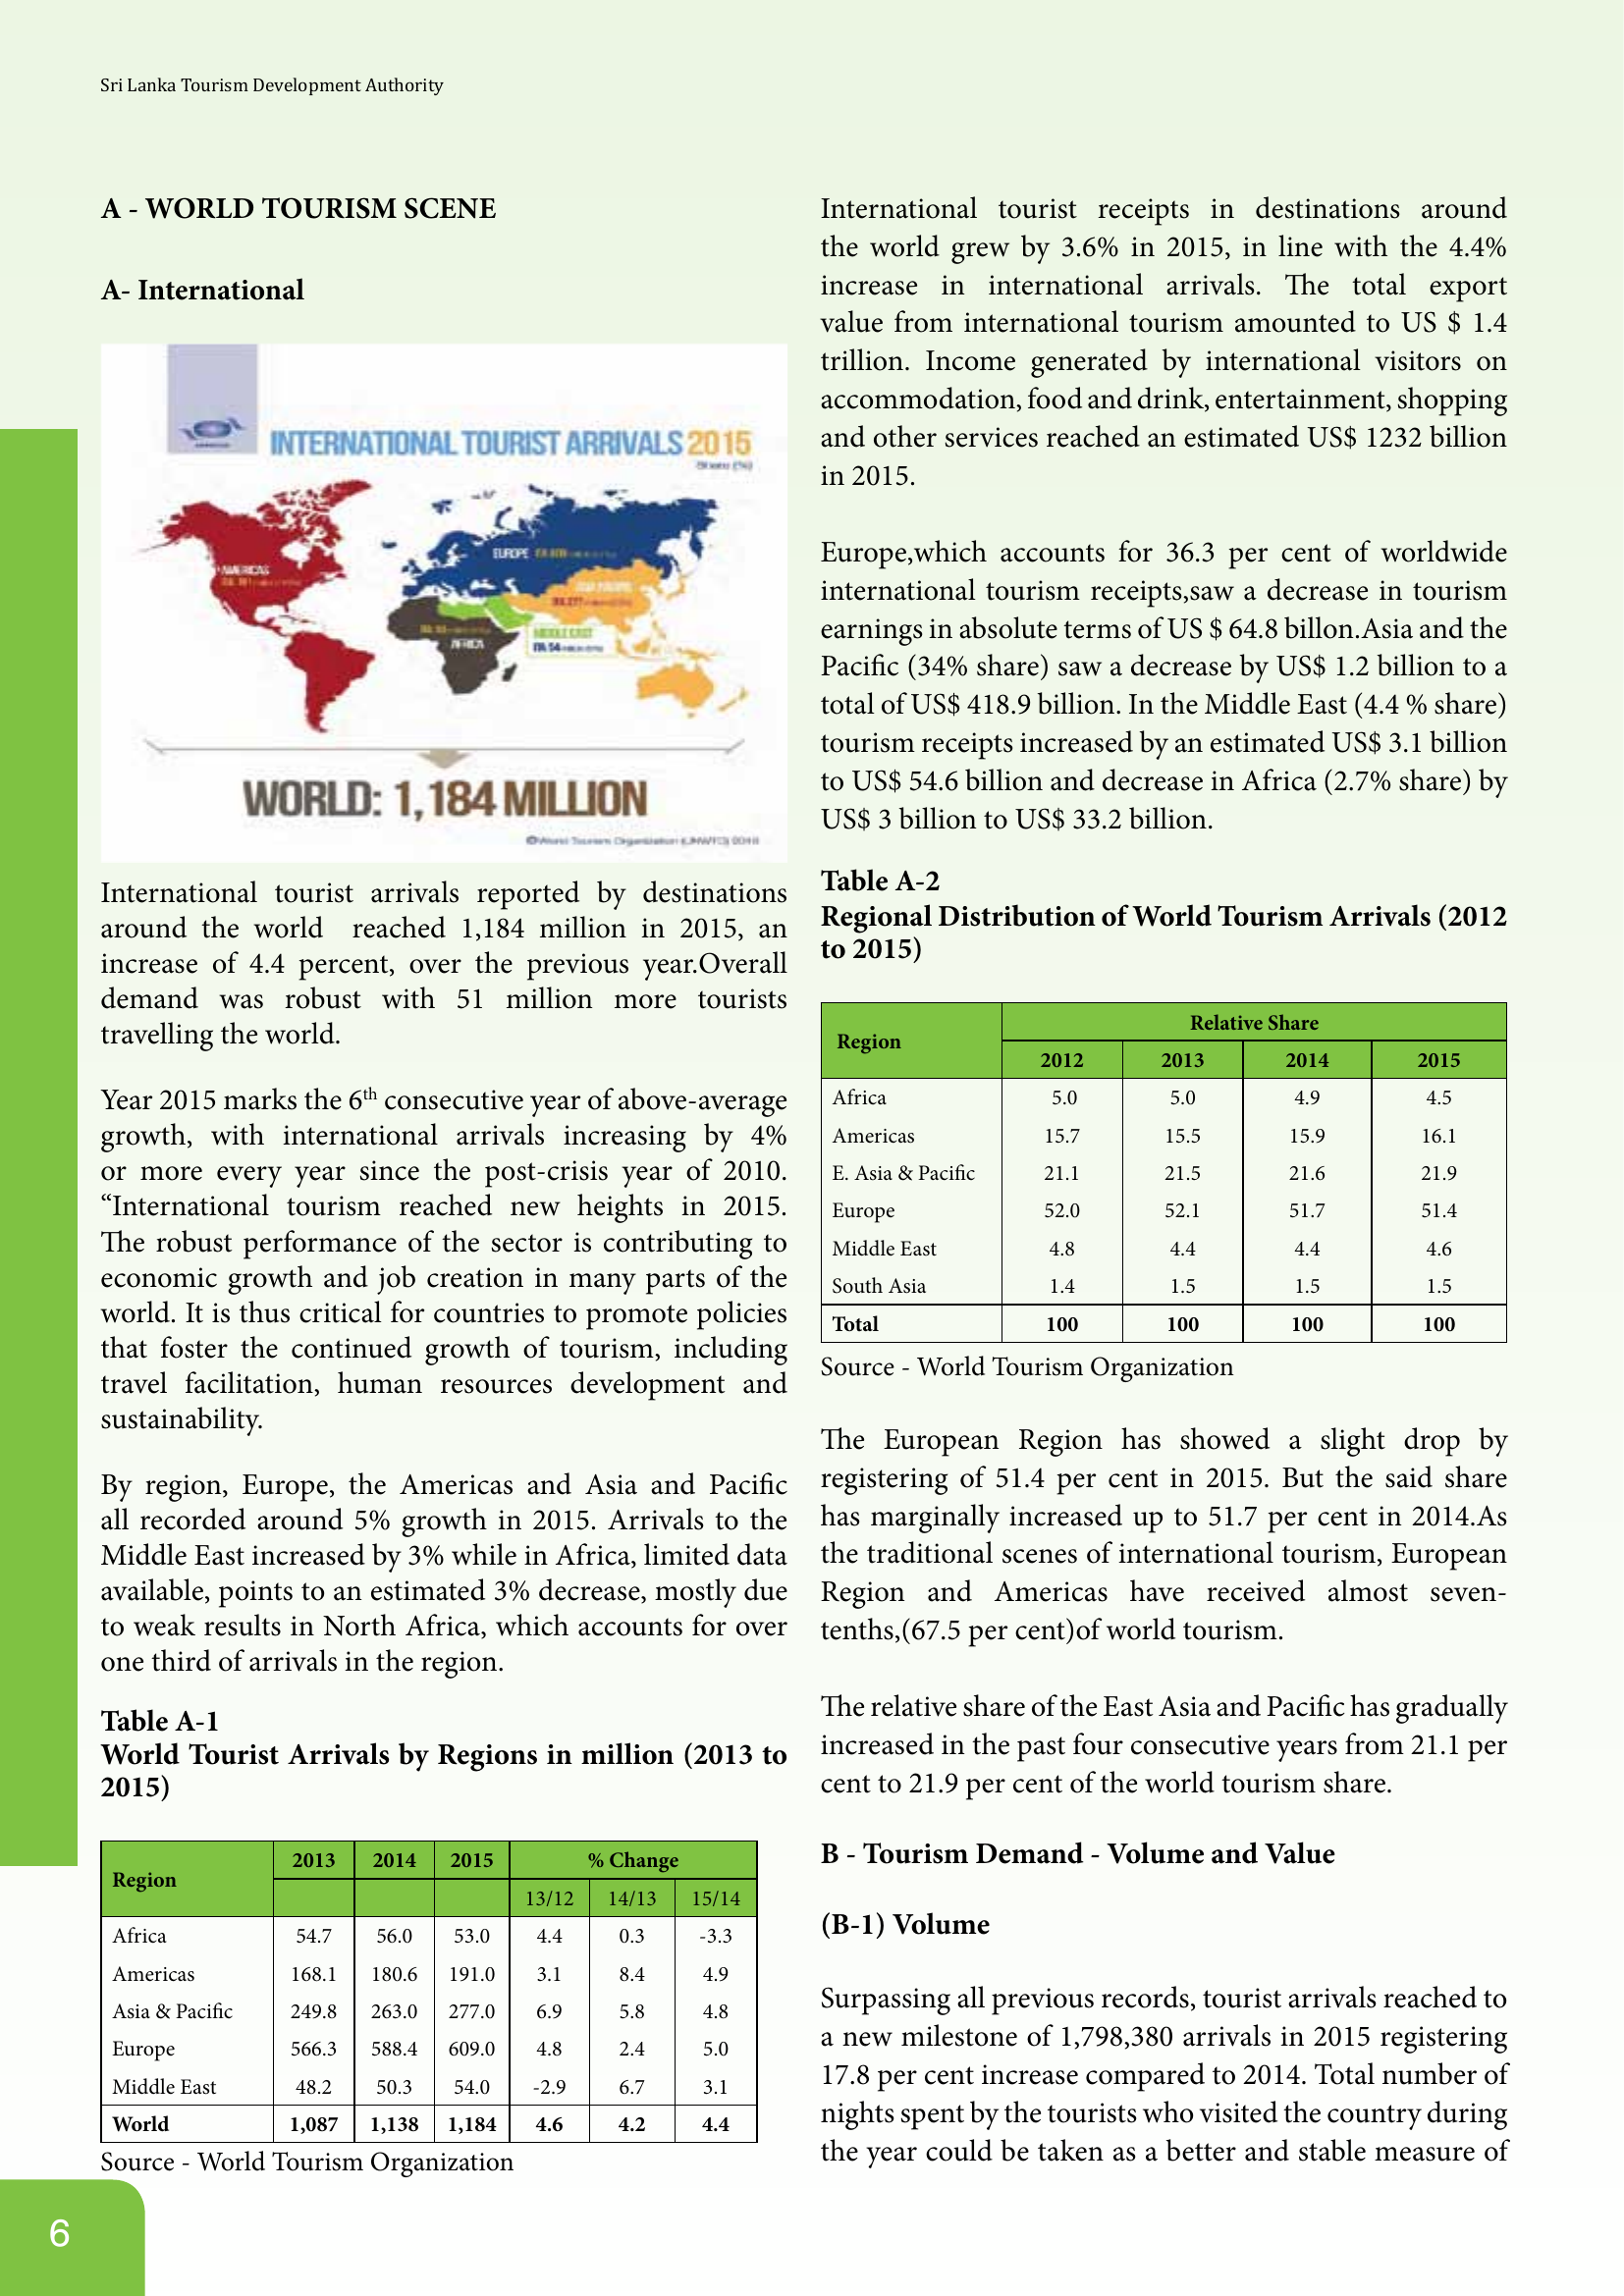 Sri Lanka Tourism Development Authority
A - WORLD TOURISM SCENE
A- International
INTERNATIONAL TOURIST ARRIVALS 2015
Share (%)
EUROPE
AMERICAS
MIDDLE EAST
AFRICA
WORLD: 1,184 MILLION
©World Tourism Organization (UNWTO)
International tourist arrivals reported by destinations
around the world reached 1,184 million in 2015, an
increase of 4.4 percent, over the previous year.Overall
demand was robust with 51 million more tourists
travelling the world.
Year 2015 marks the 6th consecutive year of above-average
growth, with international arrivals increasing by 4%
or more every year since the post-crisis year of 2010.
“International tourism reached new heights in 2015.
The robust performance of the sector is contributing to
economic growth and job creation in many parts of the
world. It is thus critical for countries to promote policies
that foster the continued growth of tourism, including
travel facilitation, human resources development and
sustainability.
By region, Europe, the Americas and Asia and Pacific
all recorded around 5% growth in 2015. Arrivals to the
Middle East increased by 3% while in Africa, limited data
available, points to an estimated 3% decrease, mostly due
to weak results in North Africa, which accounts for over
one third of arrivals in the region.
Table A-1
World Tourist Arrivals by Regions in million (2013 to
2015)
Region 2013 2014 2015 % Change
13/12 14/13 15/14
Africa 54.7 56.0 53.0 4.4 0.3 -3.3
Americas 168.1 180.6 191.0 3.1 8.4 4.9
Asia & Pacific 249.8 263.0 277.0 6.9 5.8 4.8
Europe 566.3 588.4 609.0 4.8 2.4 5.0
Middle East 48.2 50.3 54.0 -2.9 6.7 3.1
World 1,087 1,138 1,184 4.6 4.2 4.4
Source - World Tourism Organization
International tourist receipts in destinations around
the world grew by 3.6% in 2015, in line with the 4.4%
increase in international arrivals. The total export
value from international tourism amounted to US $ 1.4
trillion. Income generated by international visitors on
accommodation, food and drink, entertainment, shopping
and other services reached an estimated US$ 1232 billion
in 2015.
Europe,which accounts for 36.3 per cent of worldwide
international tourism receipts,saw a decrease in tourism
earnings in absolute terms of US $ 64.8 billon.Asia and the
Pacific (34% share) saw a decrease by US$ 1.2 billion to a
total of US$ 418.9 billion. In the Middle East (4.4 % share)
tourism receipts increased by an estimated US$ 3.1 billion
to US$ 54.6 billion and decrease in Africa (2.7% share) by
US$ 3 billion to US$ 33.2 billion.
Table A-2
Regional Distribution of World Tourism Arrivals (2012
to 2015)
Region Relative Share
2012 2013 2014 2015
Africa 5.0 5.0 4.9 4.5
Americas 15.7 15.5 15.9 16.1
E. Asia & Pacific 21.1 21.5 21.6 21.9
Europe 52.0 52.1 51.7 51.4
Middle East 4.8 4.4 4.4 4.6
South Asia 1.4 1.5 1.5 1.5
Total 100 100 100 100
Source - World Tourism Organization
The European Region has showed a slight drop by
registering of 51.4 per cent in 2015. But the said share
has marginally increased up to 51.7 per cent in 2014.As
the traditional scenes of international tourism, European
Region and Americas have received almost seven-
tenths,(67.5 per cent)of world tourism.
The relative share of the East Asia and Pacific has gradually
increased in the past four consecutive years from 21.1 per
cent to 21.9 per cent of the world tourism share.
B - Tourism Demand - Volume and Value
(B-1) Volume
Surpassing all previous records, tourist arrivals reached to
a new milestone of 1,798,380 arrivals in 2015 registering
17.8 per cent increase compared to 2014. Total number of
nights spent by the tourists who visited the country during
the year could be taken as a better and stable measure of
6